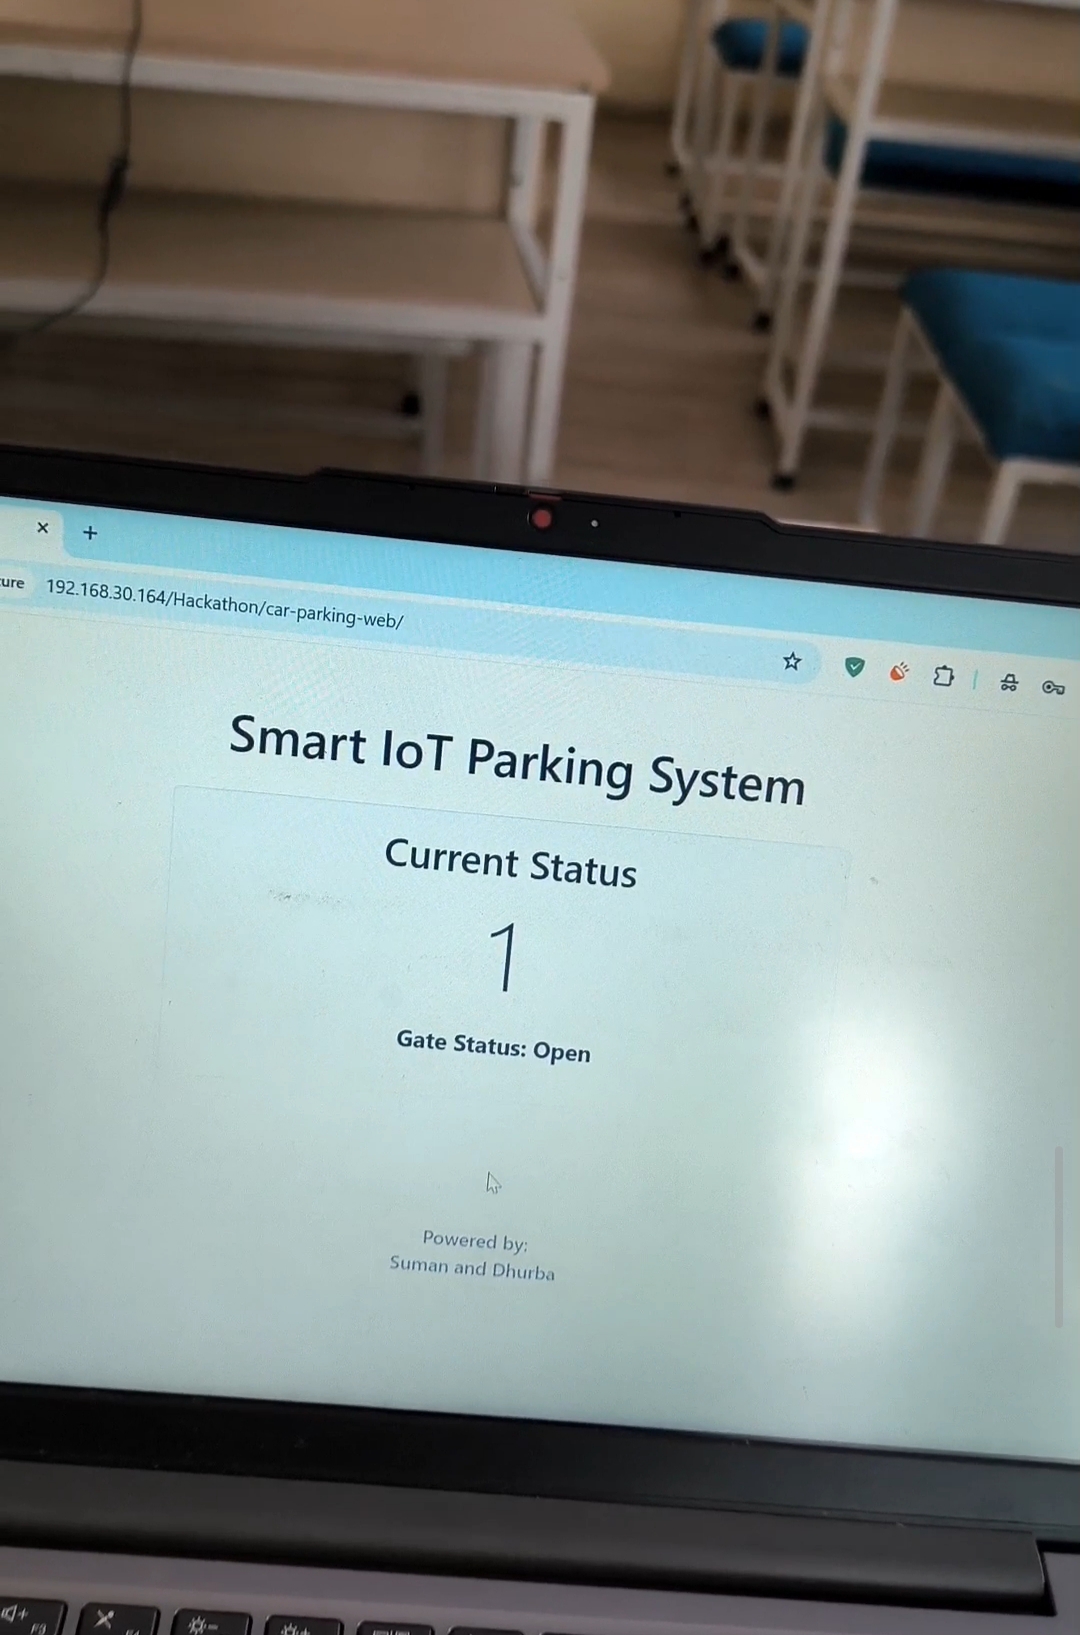 192.168.30.164/Hackathon/car-parking-web/
Smart IoT Parking System
Current Status
1
Gate Status: Open
Powered by:
Suman and Dhurba
F3